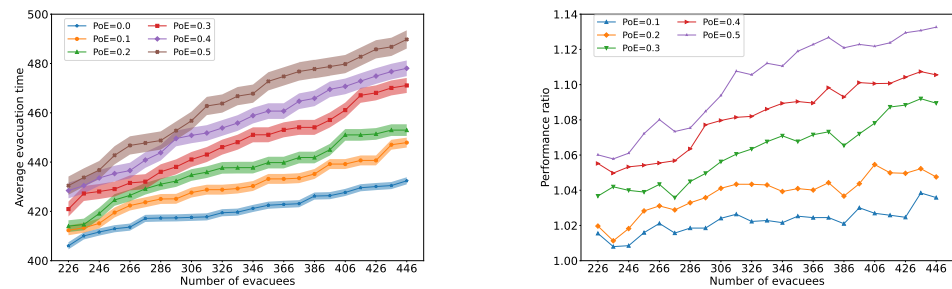 PoE=0.0
PoE=0.1
PoE=0.2
PoE=0.3
PoE=0.4
PoE=0.5
Average evacuation time
500
480
460
440
420
400
226 246 266 286 306 326 346 366 386 406 426 446
Number of evacuees
PoE=0.1
PoE=0.2
PoE=0.3
PoE=0.4
PoE=0.5
Performance ratio
1.14
1.12
1.10
1.08
1.06
1.04
1.02
1.00
226 246 266 286 306 326 346 366 386 406 426 446
Number of evacuees